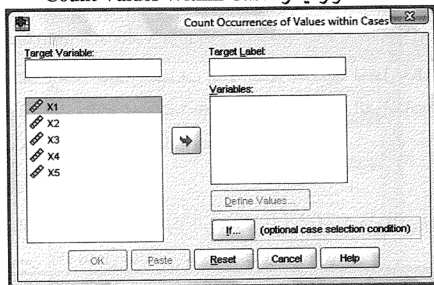 Count Occurrences of Values within Cases
Target Variable:
Target Label:
Variables:
X1
X2
X3
X4
X5
Define Values...
If... (optional case selection condition)
OK Paste Reset Cancel Help